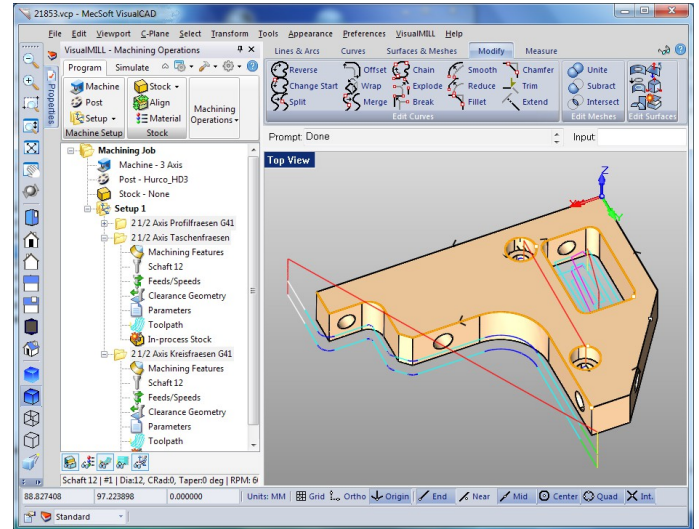 21853.vcp - MecSoft VisualCAD
File Edit Viewport C-Plane Select Transform Tools Appearance Preferences VisualMILL Help
VisualMILL - Machining Operations
Lines & Arcs Curves Surfaces & Meshes Modify Measure
Program Simulate
Properties
Machine
Post
Setup
Machine Setup
Stock
Align
Material
Stock
Machining Operations
Reverse Offset Chain Smooth Chamfer Unite
Change Start Wrap Explode Reduce Trim Subtract
Split Merge Break Fillet Extend Intersect
Edit Curves Edit Meshes Edit Surfaces
Prompt: Done Input
Machining Job
Machine - 3 Axis
Post - Hurco_HD3
Stock - None
Setup 1
2 1/2 Axis Profilfraesen G41
2 1/2 Axis Taschenfraesen
Machining Features
Schaft 12
Feeds/Speeds
Clearance Geometry
Parameters
Toolpath
In-process Stock
2 1/2 Axis Kreisfraesen G41
Machining Features
Schaft 12
Feeds/Speeds
Clearance Geometry
Parameters
Toolpath
Top View
Z
Schaft 12 | #1 | Dia:12, CRad:0, Taper:0 deg | RPM: 6
88.827408 97.223898 0.000000 Units: MM Grid Ortho Origin End Near Mid Center Quad Int.
Standard